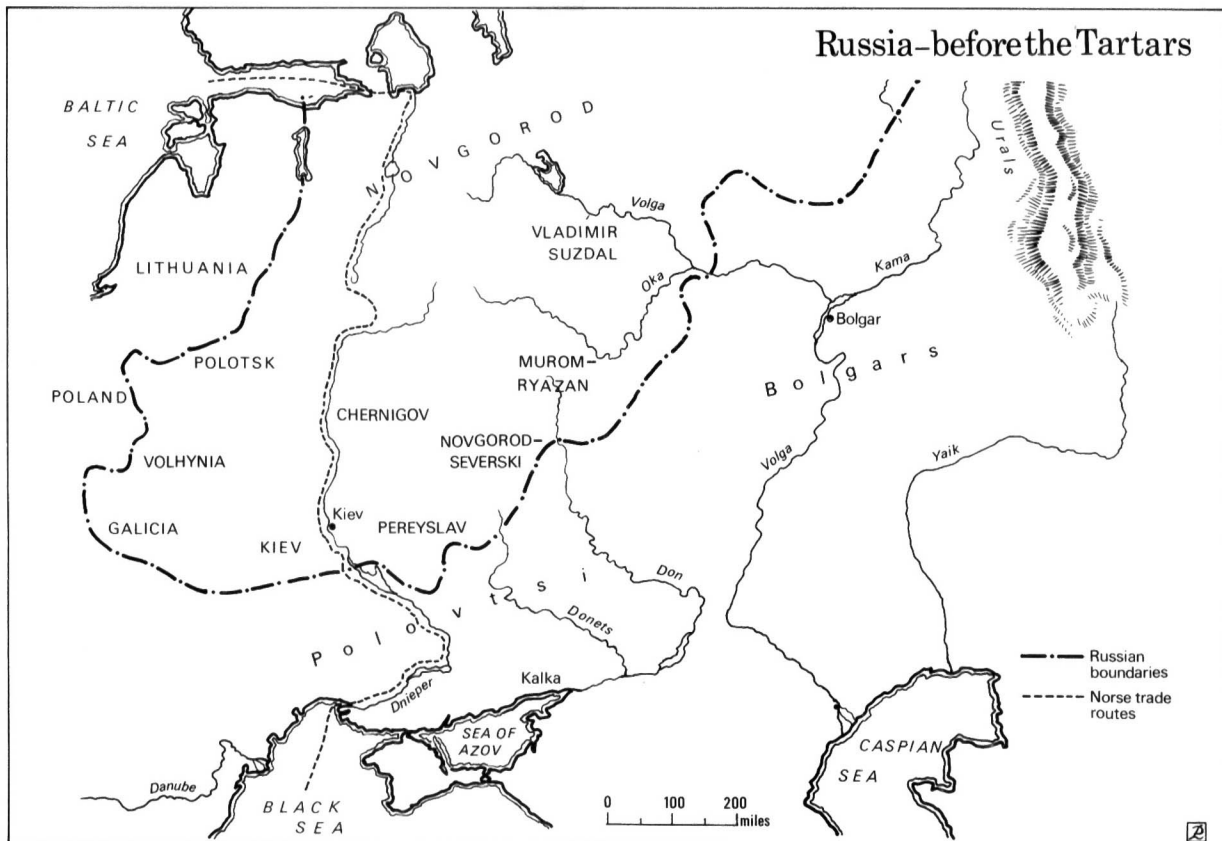 Russia–before the Tartars
BALTIC
SEA
NOVGOROD
Urals
Volga
VLADIMIR
SUZDAL
LITHUANIA
Oka
Kama
Bolgar
MUROM–
RYAZAN
POLOTSK
Bolgars
POLAND
CHERNIGOV
NOVGOROD–
SEVERSKI
VOLHYNIA
Volga
Yaik
Kiev
GALICIA
PEREYSLAV
KIEV
Don
Polovtsi
Donets
Russian
boundaries
Kalka
Dnieper
Norse trade
routes
SEA OF
AZOV
CASPIAN
SEA
Danube
BLACK
SEA
0 100 200
miles